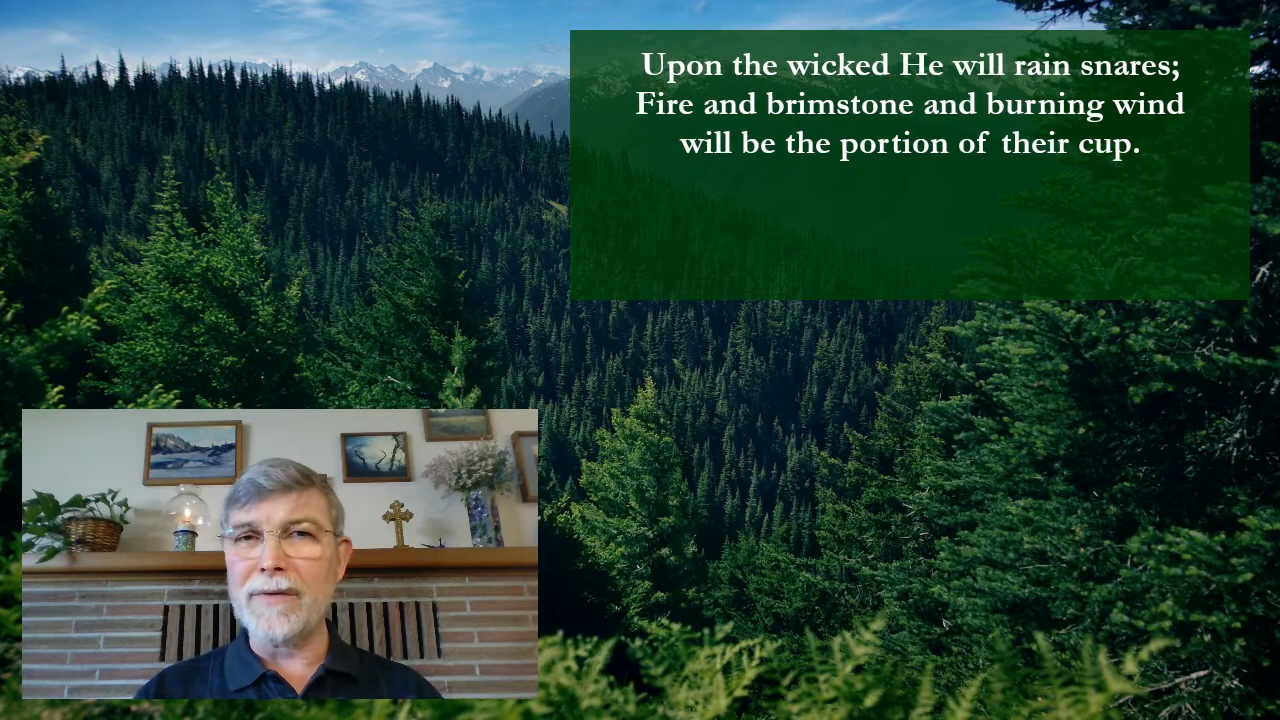 Upon the wicked He will rain snares;
Fire and brimstone and burning wind
will be the portion of their cup.